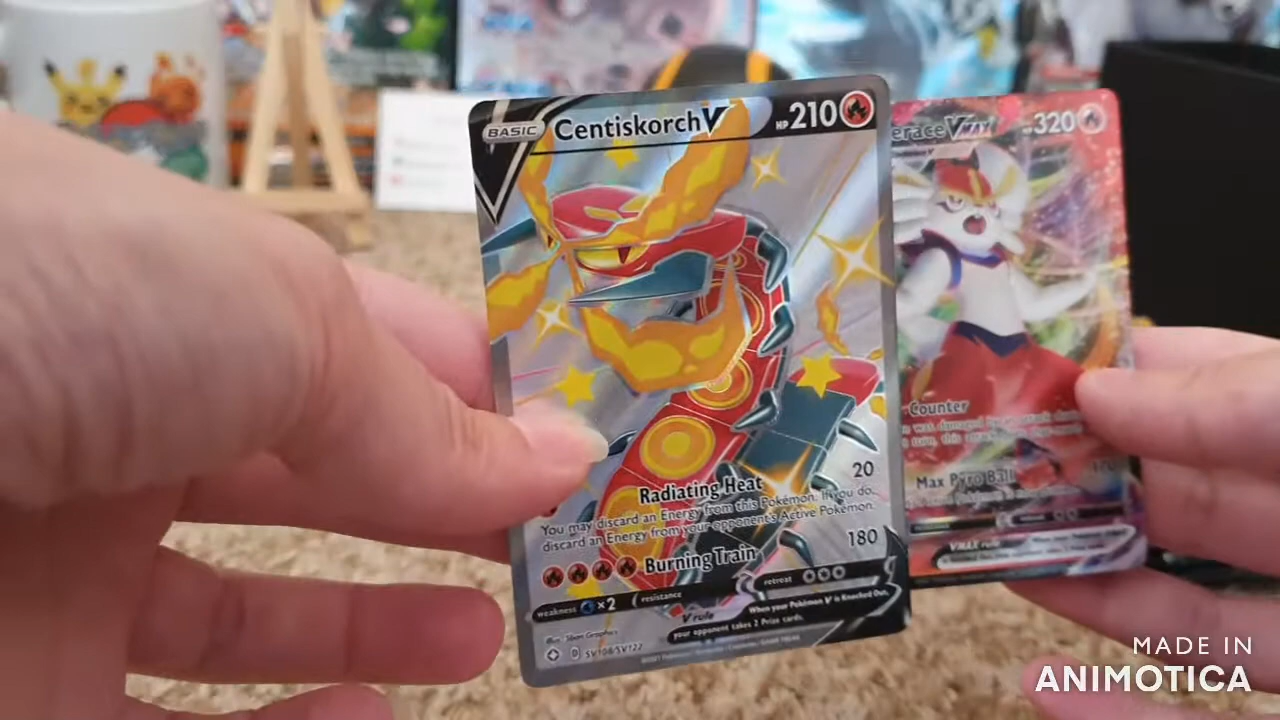 BASIC Centiskorch V HP 210
20
Radiating Heat
You may discard an Energy from this Pokémon. If you do,
discard an Energy from your opponent's Active Pokémon.
180
Burning Train
weakness ×2 resistance retreat
V rule When your Pokémon V is Knocked Out,
your opponent takes 2 Prize cards.
D SV108/SV122
erace VMAX 320
Counter
Max Pyro Ball
VMAX rule
MADE IN
ANIMOTICA